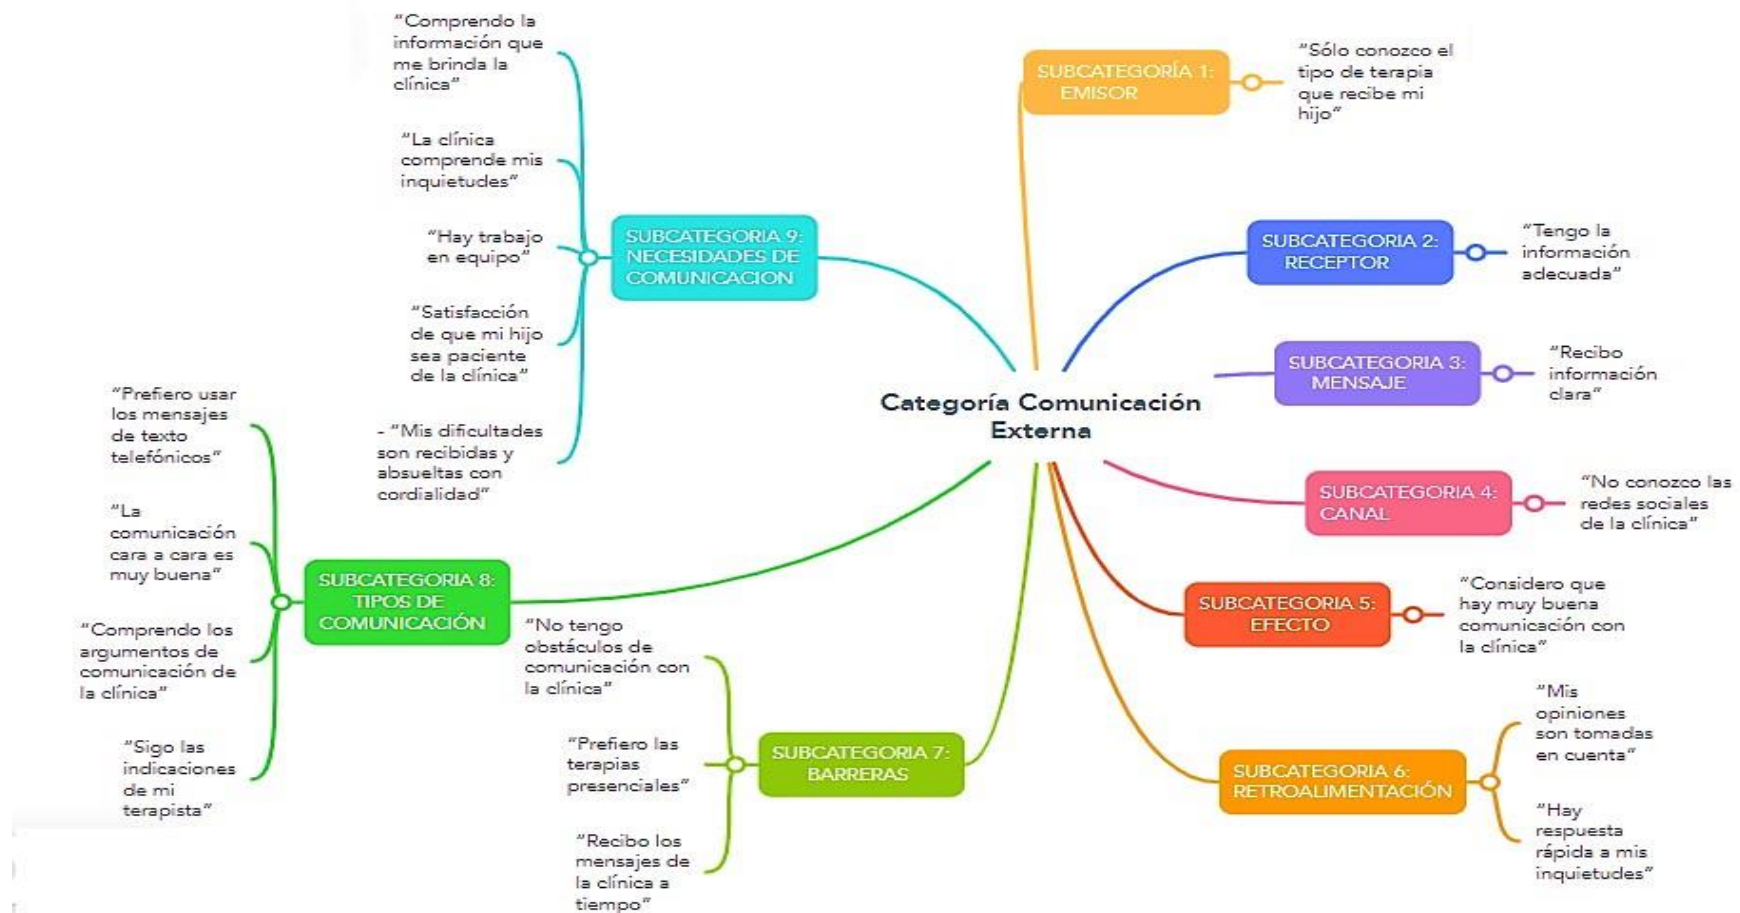 Categoría Comunicación
Externa
SUBCATEGORÍA 1:
EMISOR
“Sólo conozco el
tipo de terapia
que recibe mi
hijo”
SUBCATEGORIA 2:
RECEPTOR
“Tengo la
información
adecuada”
SUBCATEGORIA 3:
MENSAJE
“Recibo
información
clara”
SUBCATEGORIA 4:
CANAL
“No conozco las
redes sociales
de la clínica”
SUBCATEGORIA 5:
EFECTO
“Considero que
hay muy buena
comunicación con
la clínica”
SUBCATEGORIA 6:
RETROALIMENTACIÓN
“Mis
opiniones
son tomadas
en cuenta”
“Hay
respuesta
rápida a mis
inquietudes”
SUBCATEGORIA 7:
BARRERAS
“No tengo
obstáculos de
comunicación con
la clínica”
“Prefiero las
terapias
presenciales”
“Recibo los
mensajes de
la clínica a
tiempo”
SUBCATEGORIA 8:
TIPOS DE
COMUNICACIÓN
“Prefiero usar
los mensajes
de texto
telefónicos”
“La
comunicación
cara a cara es
muy buena”
“Comprendo los
argumentos de
comunicación de
la clínica”
“Sigo las
indicaciones
de mi
terapista”
SUBCATEGORIA 9:
NECESIDADES DE
COMUNICACION
“Comprendo la
información que
me brinda la
clínica”
“La clínica
comprende mis
inquietudes”
“Hay trabajo
en equipo”
“Satisfacción
de que mi hijo
sea paciente
de la clínica”
- “Mis dificultades
son recibidas y
absueltas con
cordialidad”